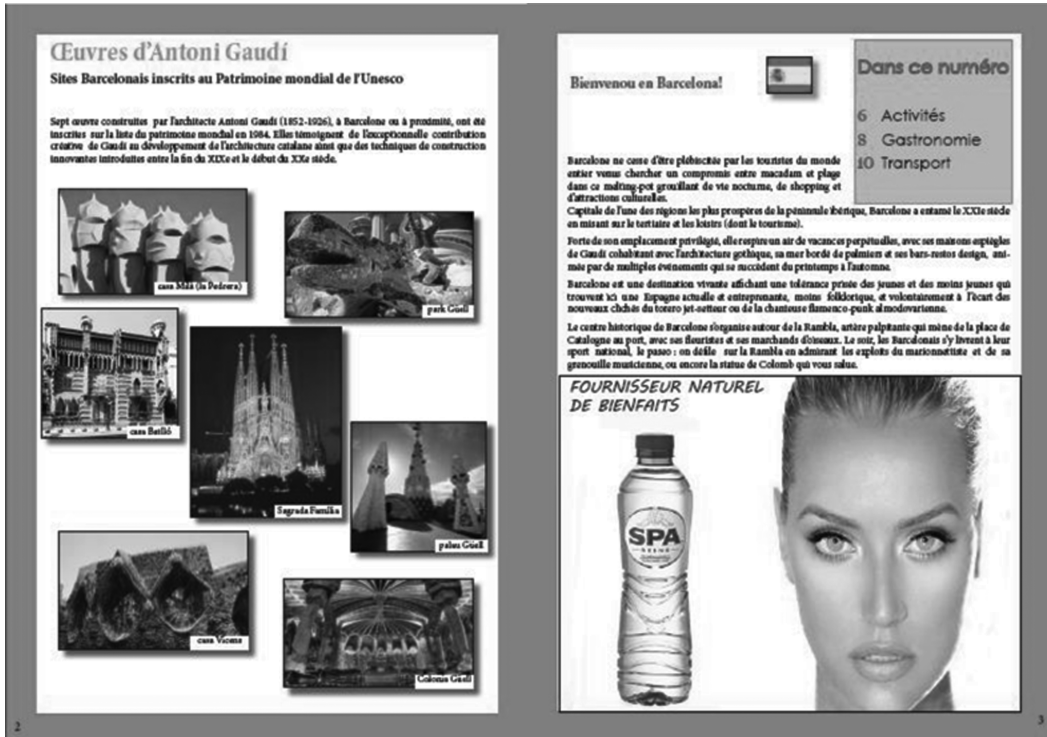 Œuvres d'Antoni Gaudí
Sites Barcelonais inscrits au Patrimoine mondial de l'Unesco
Sept œuvre construites par l'architecte Antoni Gaudi (1852-1926), à Barcelone ou à proximité, ont été
inscrites sur la liste du patrimoine mondial en 1984. Elles témoignent de l'exceptionnelle contribution
créative de Gaudi au développement de l'architecture catalane ainsi que des techniques de construction
innovantes introduites entre la fin du XIXe et le début du XXe siècle.
casa Milà (la Pedrera)
park Güell
casa Batlló
Sagrada Família
palau Güell
casa Vicens
Colonia Güell
2
Bienvenou en Barcelona!
Dans ce numéro
6 Activités
8 Gastronomie
10 Transport
Barcelone ne cesse d'être plébiscitée par les touristes du monde
entier venus chercher un compromis entre macadam et plage
dans ce melting-pot grouillant de vie nocturne, de shopping et
d'attractions culturelles.
Capitale de l'une des régions les plus prospères de la péninsule ibérique, Barcelone a entamé le XXIe siècle
en misant sur le tertiaire et les loisirs (dont le tourisme).
Forte de son emplacement privilégié, elle respire un air de vacances perpétuelles, avec ses maisons espiègles
de Gaudi cohabitant avec l'architecture gothique, sa mer bordé de palmiers et ses bars-restos design, ani-
mée par de multiples événements qui se succèdent du printemps à l'automne.
Barcelone est une destination vivante affichant une tolérance prisée des jeunes et des moins jeunes qui
trouvent ici une Espagne actuelle et entreprenante, moins folklorique, et volontairement à l'écart des
nouveaux clichés du torero jet-setteur ou de la chanteuse flamenco-punk almodovarienne.
Le centre historique de Barcelone s'organise autour de la Rambla, artère palpitante qui mène de la place de
Catalogne au port, avec ses fleuristes et ses marchands d'oiseaux. Le soir, les Barcelonais s'y livrent à leur
sport national, le paseo : on défile sur la Rambla en admirant les exploits du marionnettiste et de sa
grenouille musicienne, ou encore la statue de Colomb qui vous salue.
FOURNISSEUR NATUREL
DE BIENFAITS
SPA
REINE
3